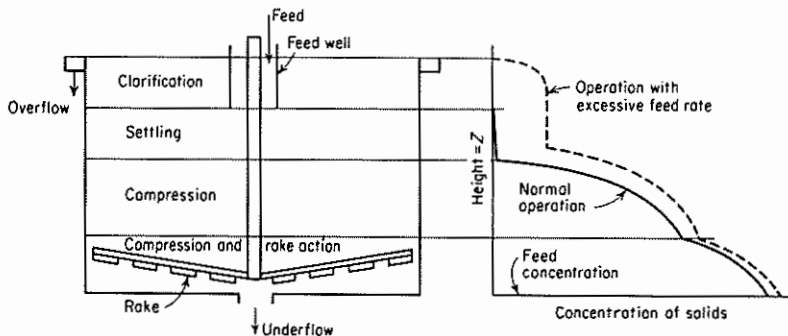 Feed
Feed well
Clarification
Overflow
Settling
Compression
Compression and rake action
Rake
Underflow
Height = Z
Operation with
excessive feed rate
Normal
operation
Feed
concentration
Concentration of solids